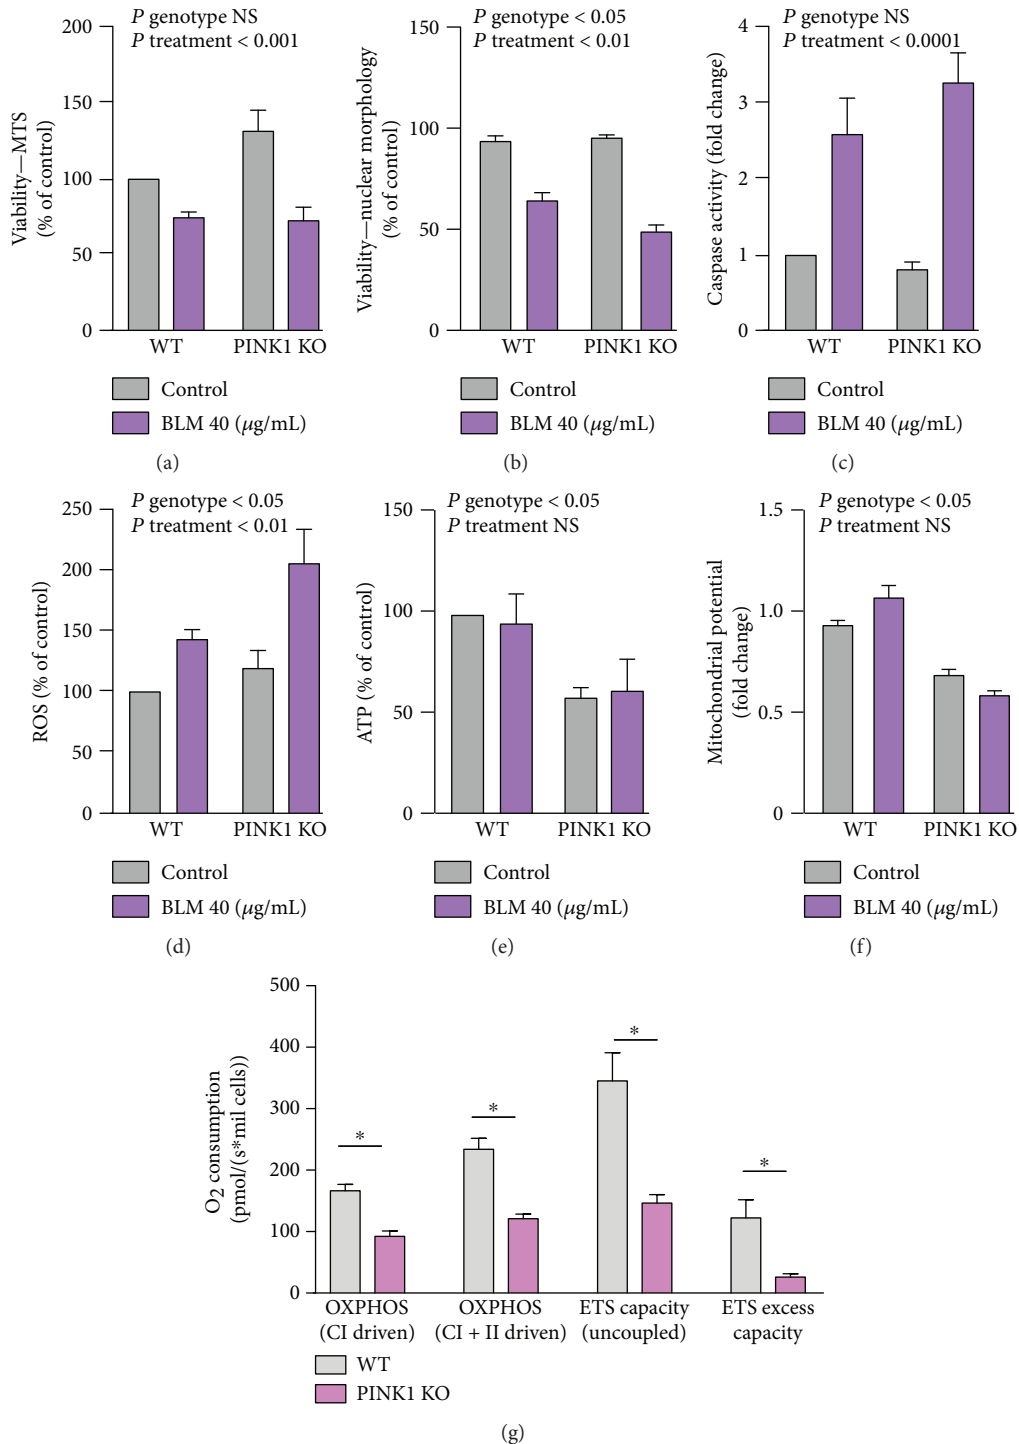 P genotype NS
P treatment < 0.001
Viability—MTS
(% of control)
200
150
100
50
0
WT
PINK1 KO
Control
BLM 40 (μg/mL)
(a)
P genotype < 0.05
P treatment < 0.01
Viability—nuclear morphology
(% of control)
150
100
50
0
WT
PINK1 KO
Control
BLM 40 (μg/mL)
(b)
P genotype NS
P treatment < 0.0001
Caspase activity (fold change)
4
3
2
1
0
WT
PINK1 KO
Control
BLM 40 (μg/mL)
(c)
P genotype < 0.05
P treatment < 0.01
ROS (% of control)
250
200
150
100
50
0
WT
PINK1 KO
Control
BLM 40 (μg/mL)
(d)
P genotype < 0.05
P treatment NS
ATP (% of control)
150
100
50
0
WT
PINK1 KO
Control
BLM 40 (μg/mL)
(e)
P genotype < 0.05
P treatment NS
Mitochondrial potential
(fold change)
1.5
1.0
0.5
0
WT
PINK1 KO
Control
BLM 40 (μg/mL)
(f)
O2 consumption
(pmol/(s*mil cells))
500
400
300
200
100
0
*
*
*
*
OXPHOS
(CI driven)
OXPHOS
(CI + II driven)
ETS capacity
(uncoupled)
ETS excess
capacity
WT
PINK1 KO
(g)